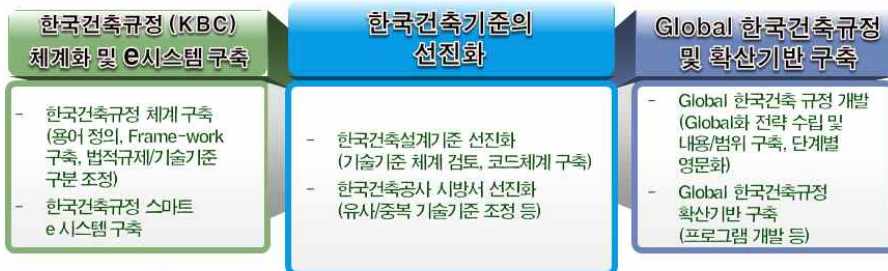 한국건축규정(KBC)
체계화 및 e시스템 구축
- 한국건축규정 체계 구축
(용어 정의, Frame-work
구축, 법적규제/기술기준
구분 조정)
- 한국건축규정 스마트
e 시스템 구축
한국건축기준의
선진화
- 한국건축설계기준 선진화
(기술기준 체계 검토, 코드체계 구축)
- 한국건축공사 시방서 선진화
(유사/중복 기술기준 조정 등)
Global 한국건축규정
및 확산기반 구축
- Global 한국건축 규정 개발
(Global화 전략 수립 및
내용/범위 구축, 단계별
영문화)
- Global 한국건축규정
확산기반 구축
(프로그램 개발 등)